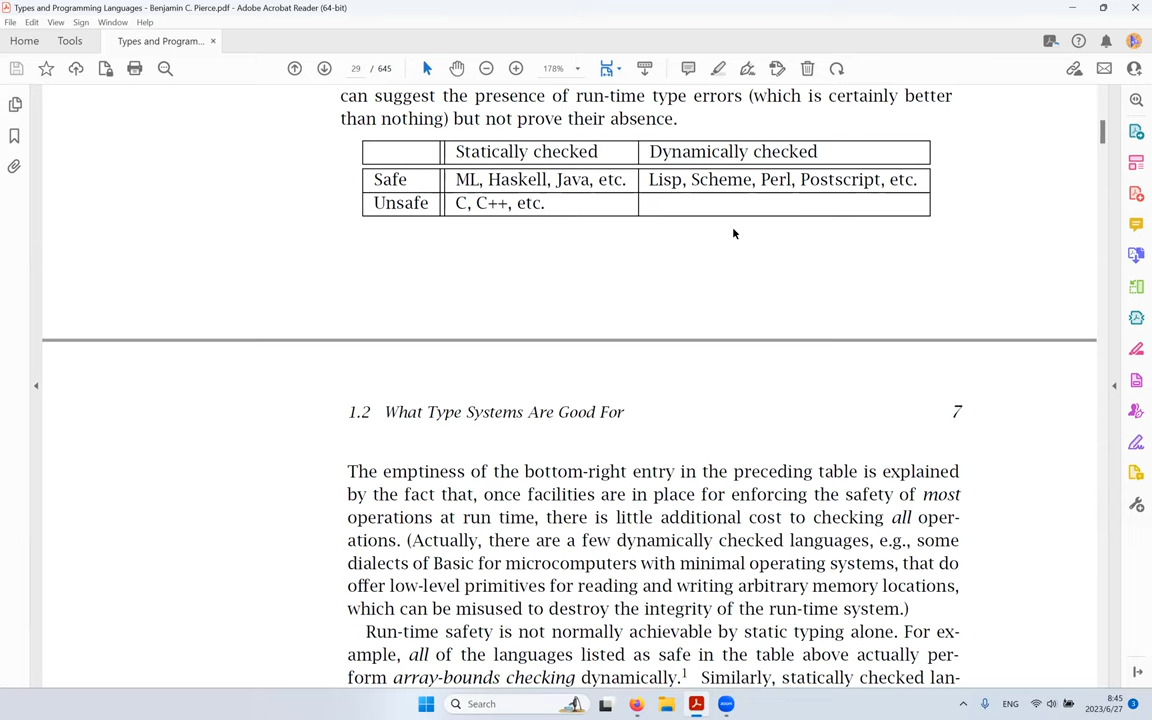 Types and Programming Languages - Benjamin C. Pierce.pdf - Adobe Acrobat Reader (64-bit)
File Edit View Sign Window Help
Home Tools Types and Program... ×
29 / 645 178%
can suggest the presence of run-time type errors (which is certainly better
than nothing) but not prove their absence.
Statically checked Dynamically checked
Safe ML, Haskell, Java, etc. Lisp, Scheme, Perl, Postscript, etc.
Unsafe C, C++, etc.
1.2 What Type Systems Are Good For 7
The emptiness of the bottom-right entry in the preceding table is explained
by the fact that, once facilities are in place for enforcing the safety of most
operations at run time, there is little additional cost to checking all oper-
ations. (Actually, there are a few dynamically checked languages, e.g., some
dialects of Basic for microcomputers with minimal operating systems, that do
offer low-level primitives for reading and writing arbitrary memory locations,
which can be misused to destroy the integrity of the run-time system.)
Run-time safety is not normally achievable by static typing alone. For ex-
ample, all of the languages listed as safe in the table above actually per-
form array-bounds checking dynamically.1 Similarly, statically checked lan-
Search
zoom
ENG
8:45
2023/6/27
3